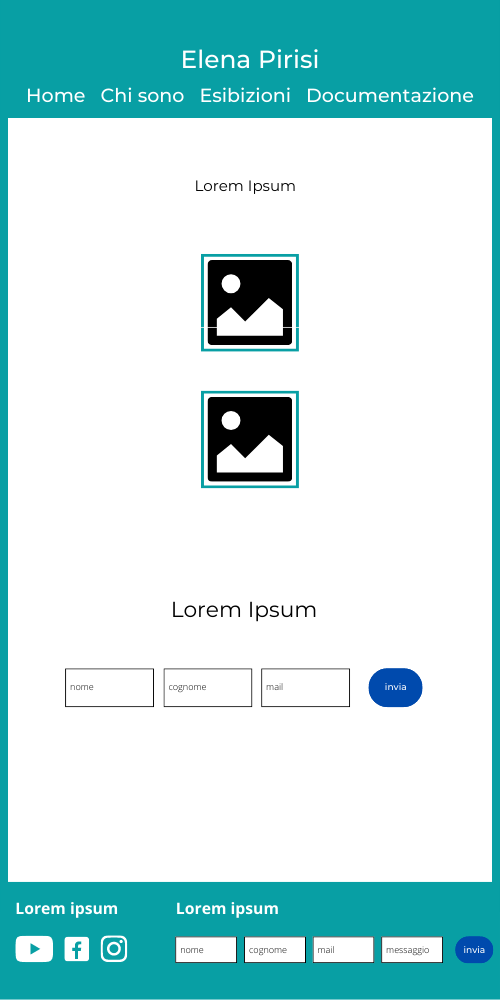 Elena Pirisi
Home Chi sono Esibizioni Documentazione
Lorem Ipsum
Lorem Ipsum
nome cognome mail invia
Lorem ipsum Lorem ipsum
nome cognome mail messaggio invia